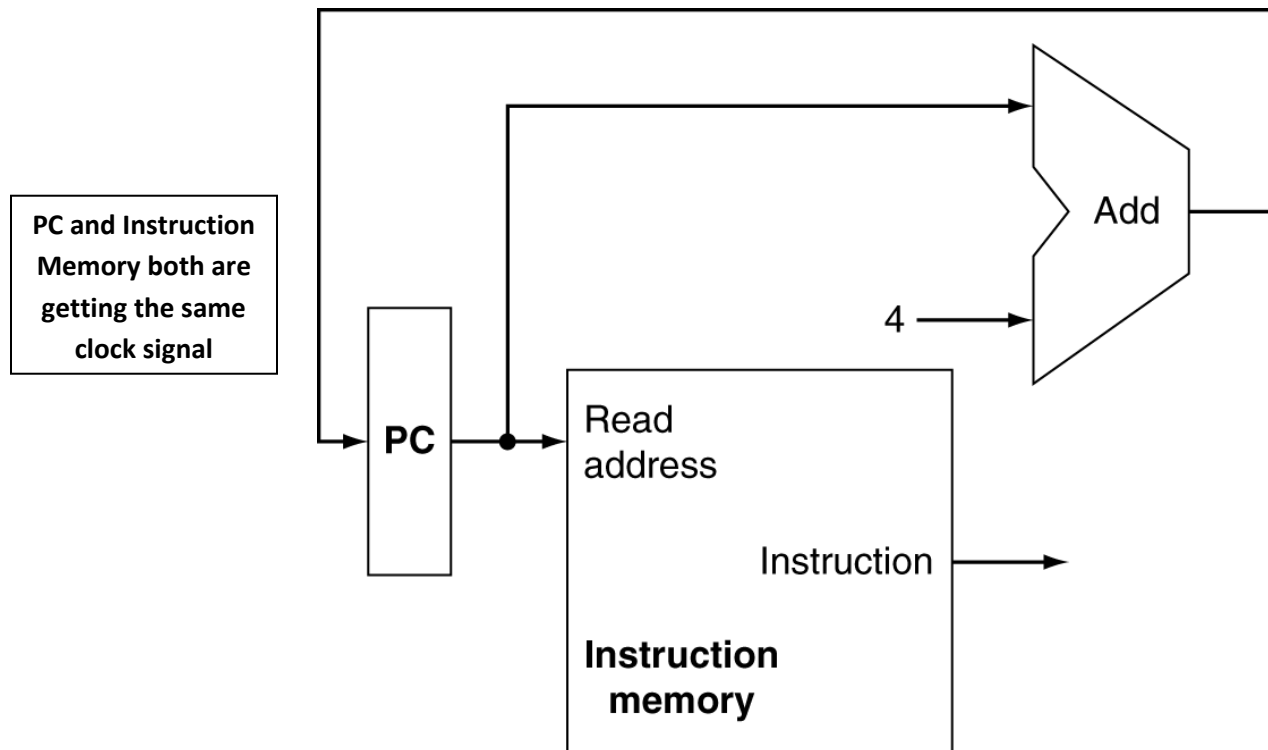 PC and Instruction
Memory both are
getting the same
clock signal
Add
4
PC
Read
address
Instruction
Instruction
memory